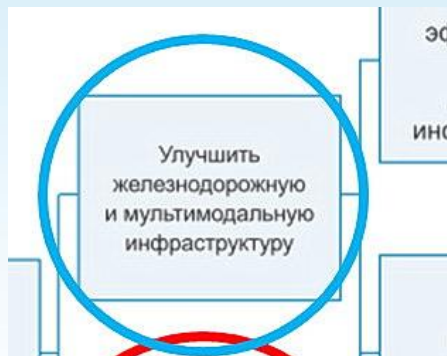 Улучшить
железнодорожную
и мультимодальную
инфраструктуру